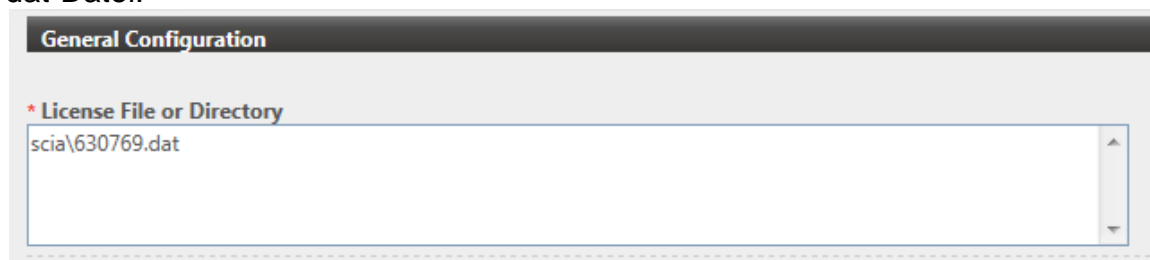 General Configuration
* License File or Directory
scia\630769.dat